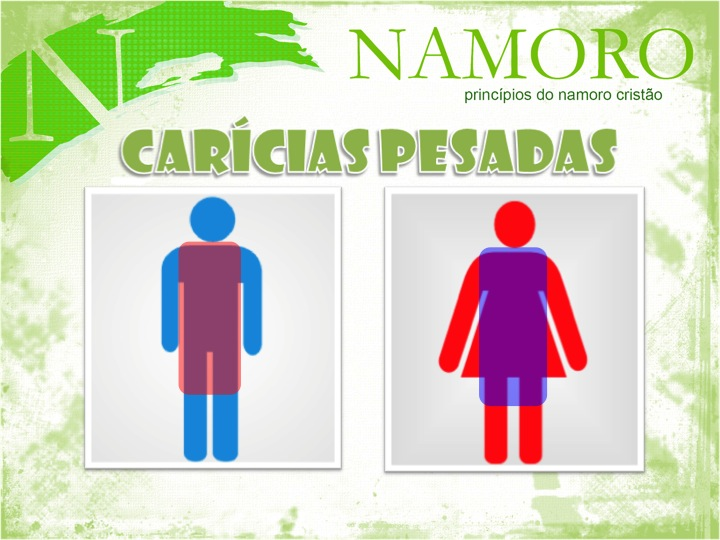 N
NAMORO
princípios do namoro cristão
CARÍCIAS PESADAS